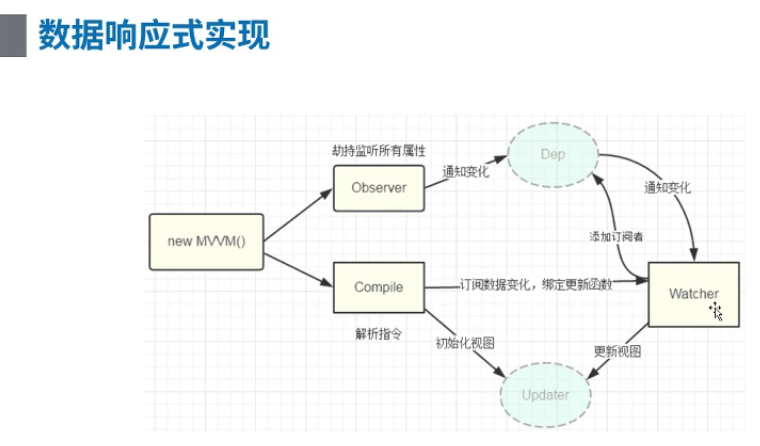 数据响应式实现
劫持监听所有属性
Observer
通知变化
Dep
通知变化
new MVVM()
添加订阅者
Compile
订阅数据变化，绑定更新函数
Watcher
解析指令
初始化视图
更新视图
Updater